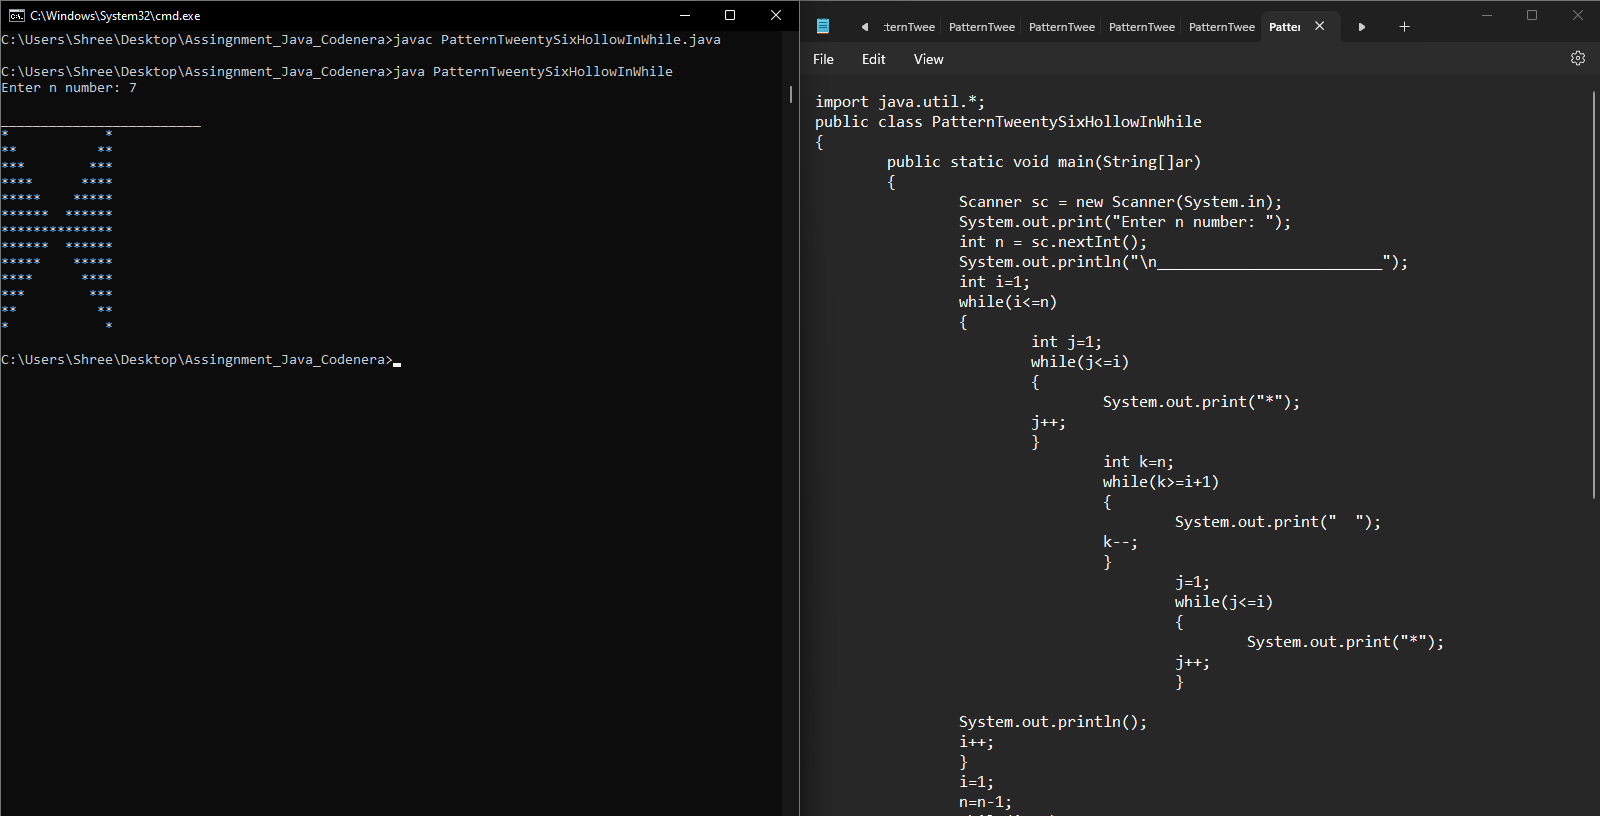 C:\Windows\System32\cmd.exe
C:\Users\Shree\Desktop\Assingnment_Java_Codenera>javac PatternTweentySixHollowInWhile.java
C:\Users\Shree\Desktop\Assingnment_Java_Codenera>java PatternTweentySixHollowInWhile
Enter n number: 7
_________________________
*            *
**          **
***        ***
****      ****
*****    *****
******  ******
**************
******  ******
*****    *****
****      ****
***        ***
**          **
*            *
C:\Users\Shree\Desktop\Assingnment_Java_Codenera>
:ternTwee PatternTwee PatternTwee PatternTwee PatternTwee Patter
File Edit View
import java.util.*;
public class PatternTweentySixHollowInWhile
{
public static void main(String[]ar)
{
Scanner sc = new Scanner(System.in);
System.out.print("Enter n number: ");
int n = sc.nextInt();
System.out.println("\n_________________________");
int i=1;
while(i<=n)
{
int j=1;
while(j<=i)
{
System.out.print("*");
j++;
}
int k=n;
while(k>=i+1)
{
System.out.print("  ");
k--;
}
j=1;
while(j<=i)
{
System.out.print("*");
j++;
}
System.out.println();
i++;
}
i=1;
n=n-1;